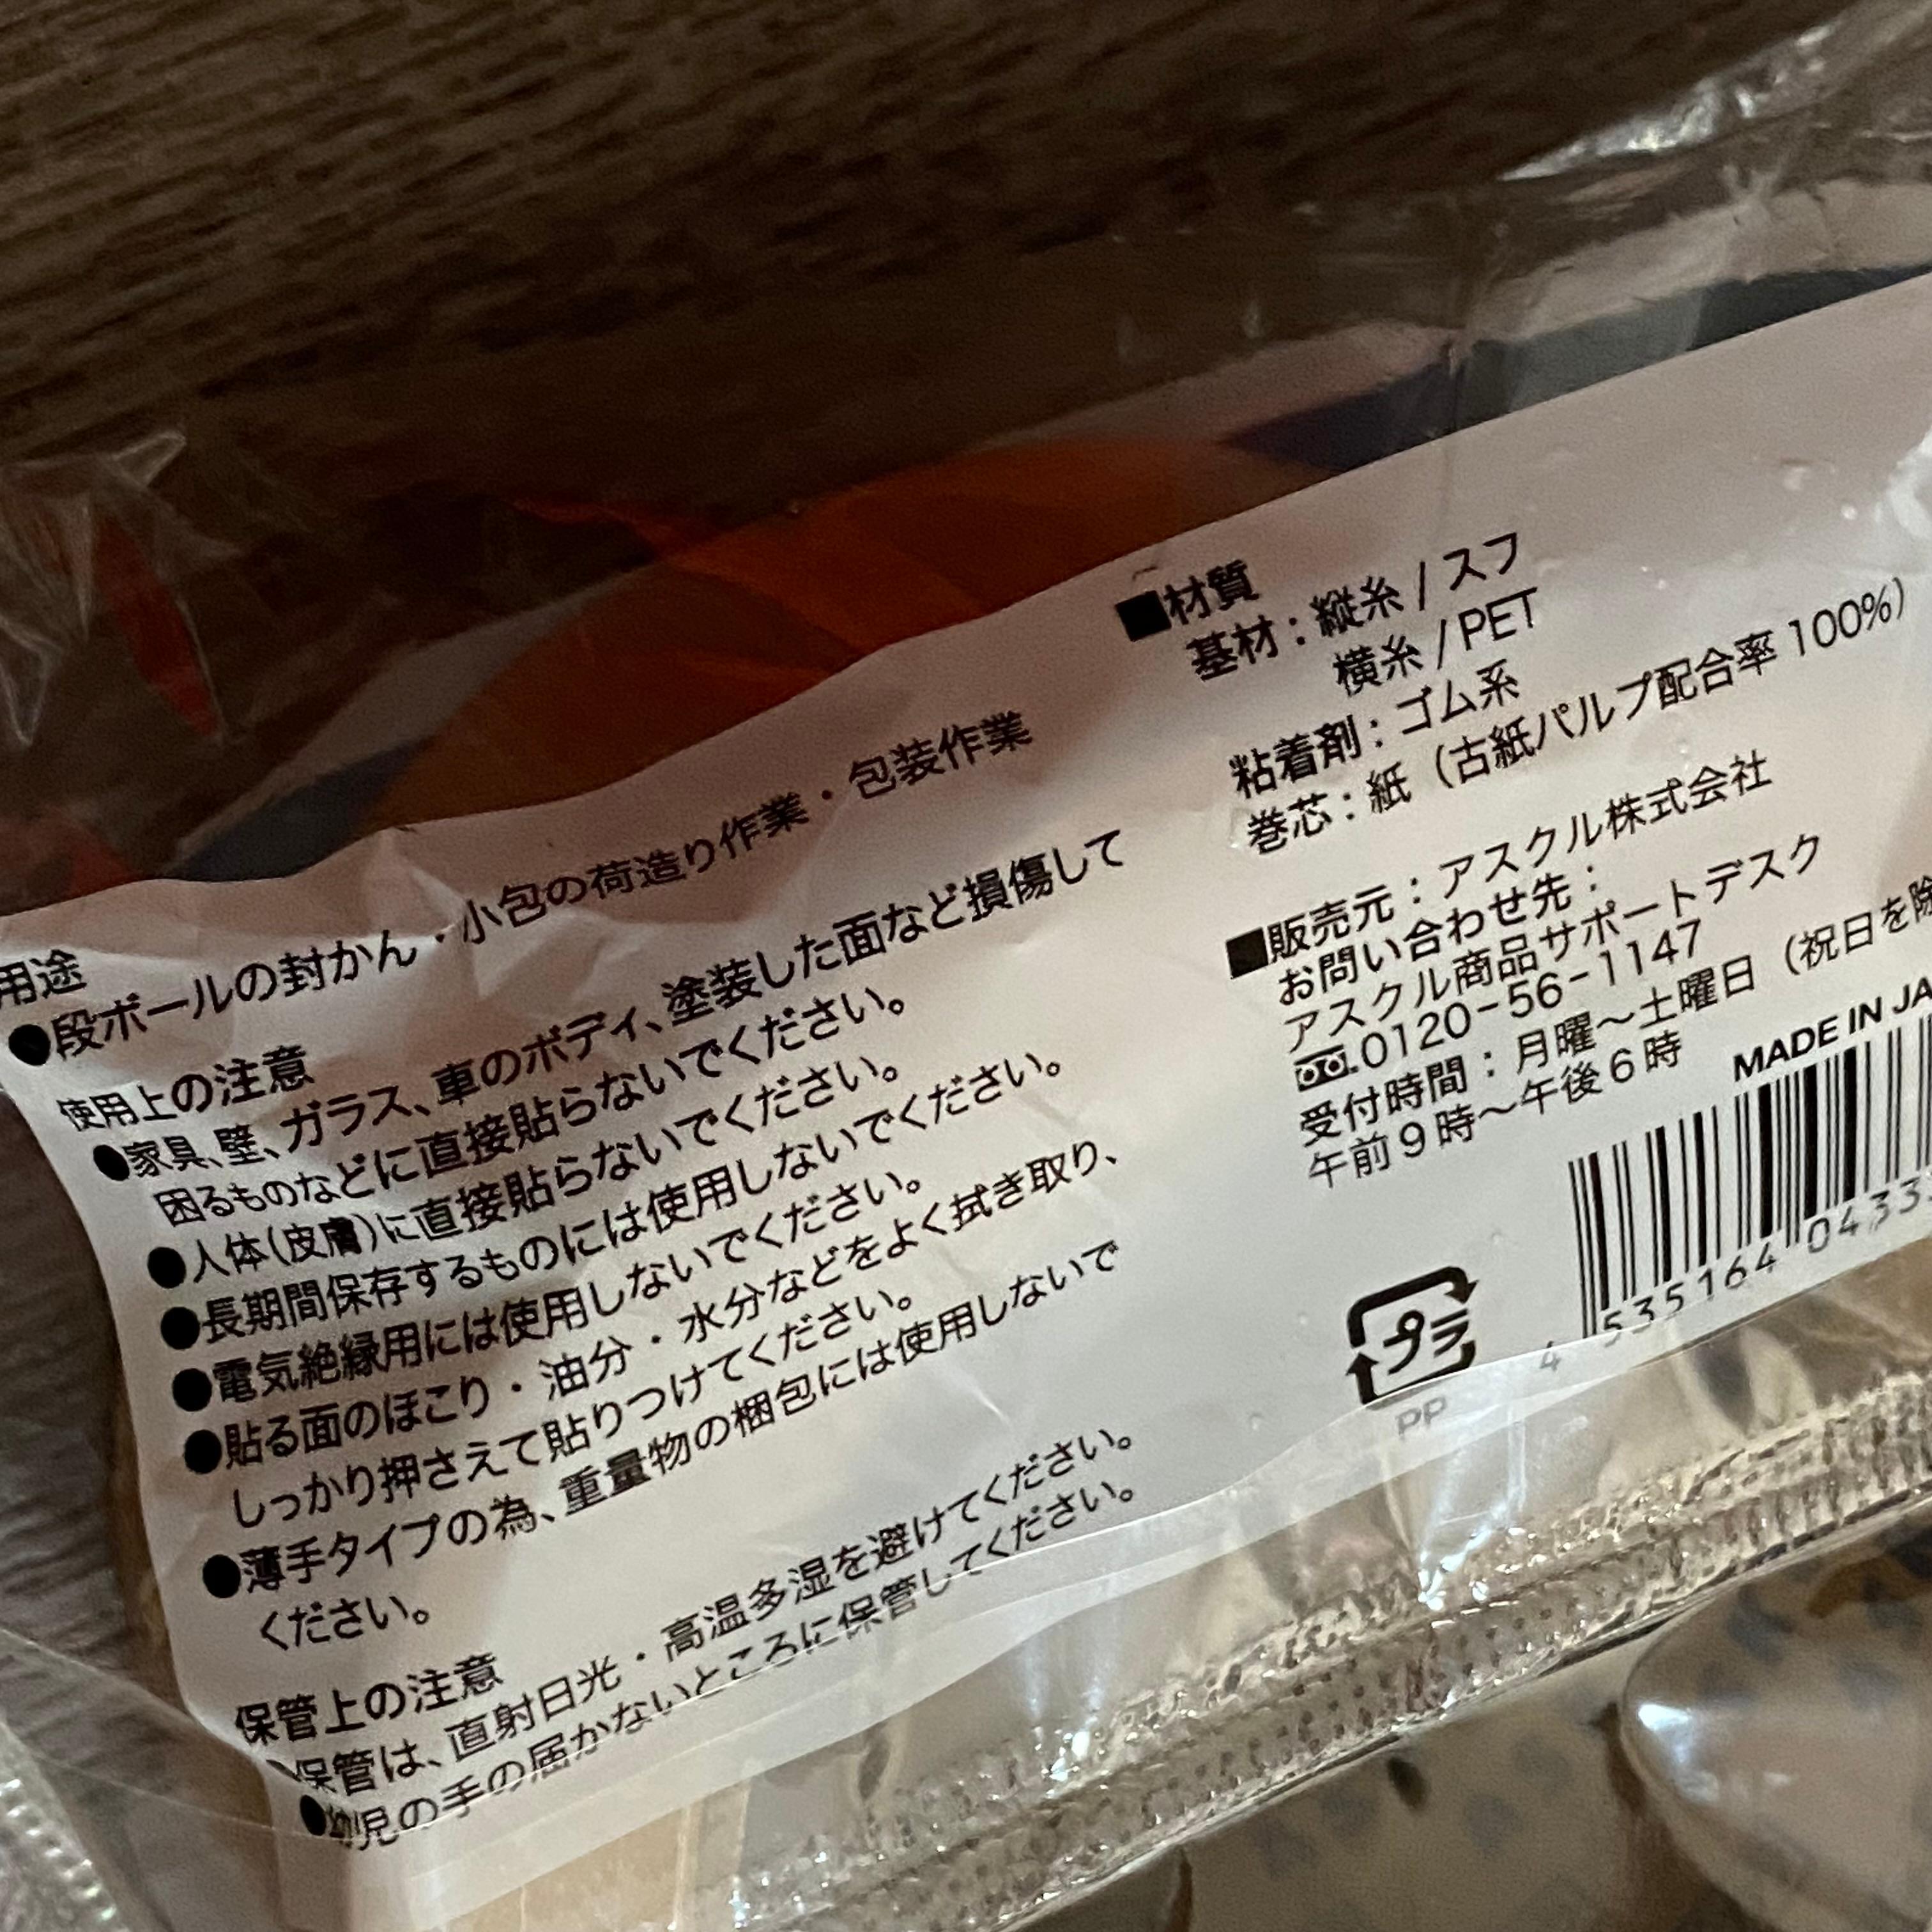 用途
●段ボールの封かん・小包の荷造り作業・包装作業
使用上の注意
●家具、壁、ガラス、車のボディ、塗装した面など損傷して
困るものなどに直接貼らないでください。
●人体(皮膚)に直接貼らないでください。
●長期間保存するものには使用しないでください。
●電気絶縁用には使用しないでください。
●貼る面のほこり・油分・水分などをよく拭き取り、
しっかり押さえて貼りつけてください。
●薄手タイプの為、重量物の梱包には使用しないで
ください。
保管上の注意
●保管は、直射日光・高温多湿を避けてください。
●幼児の手の届かないところに保管してください。
■材質
基材:縦糸/スフ
横糸/PET
粘着剤:ゴム系
巻芯:紙(古紙パルプ配合率100%)
■販売元:アスクル株式会社
お問い合わせ先:
アスクル商品サポートデスク
0120-56-1147
受付時間:月曜〜土曜日(祝日を除
午前9時〜午後6時
MADE IN JA
4 535164 0433
プラ
PP